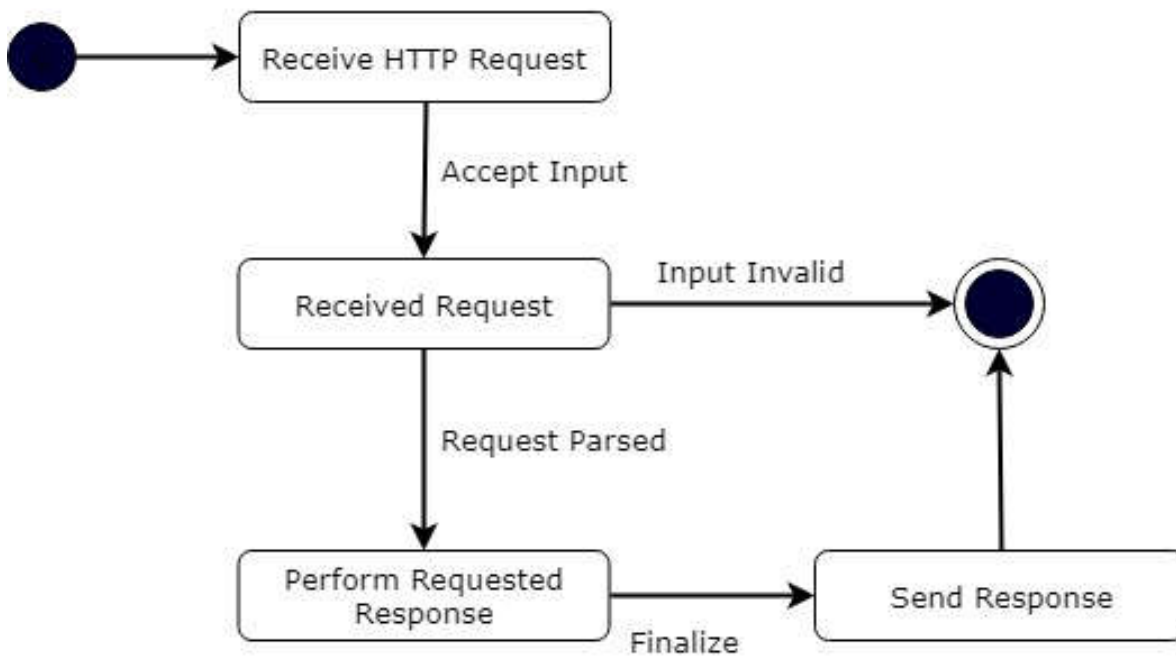 Receive HTTP Request
Accept Input
Input Invalid
Received Request
Request Parsed
Perform Requested
Response
Send Response
Finalize